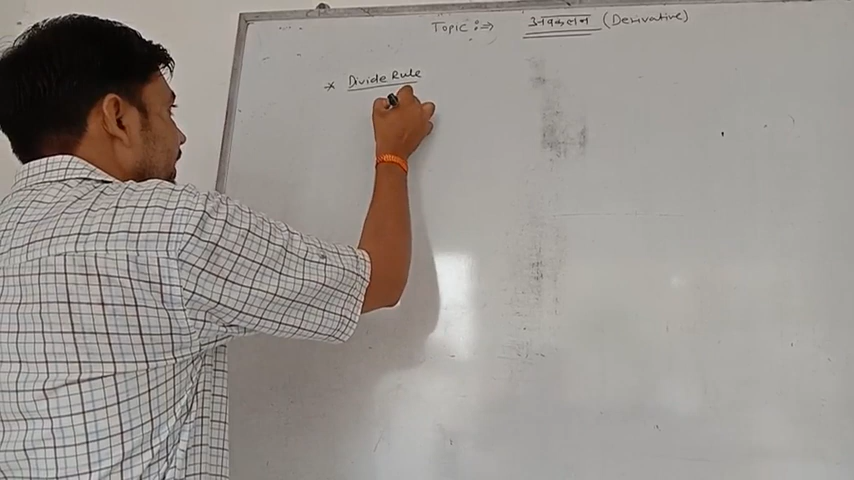 Topic :⇒ अवकलन (Derivative)
* Divide Rule